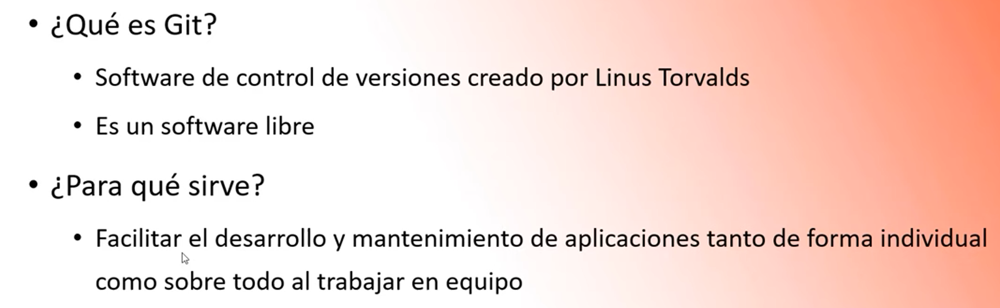 • ¿Qué es Git?
• Software de control de versiones creado por Linus Torvalds
• Es un software libre
• ¿Para qué sirve?
• Facilitar el desarrollo y mantenimiento de aplicaciones tanto de forma individual
como sobre todo al trabajar en equipo